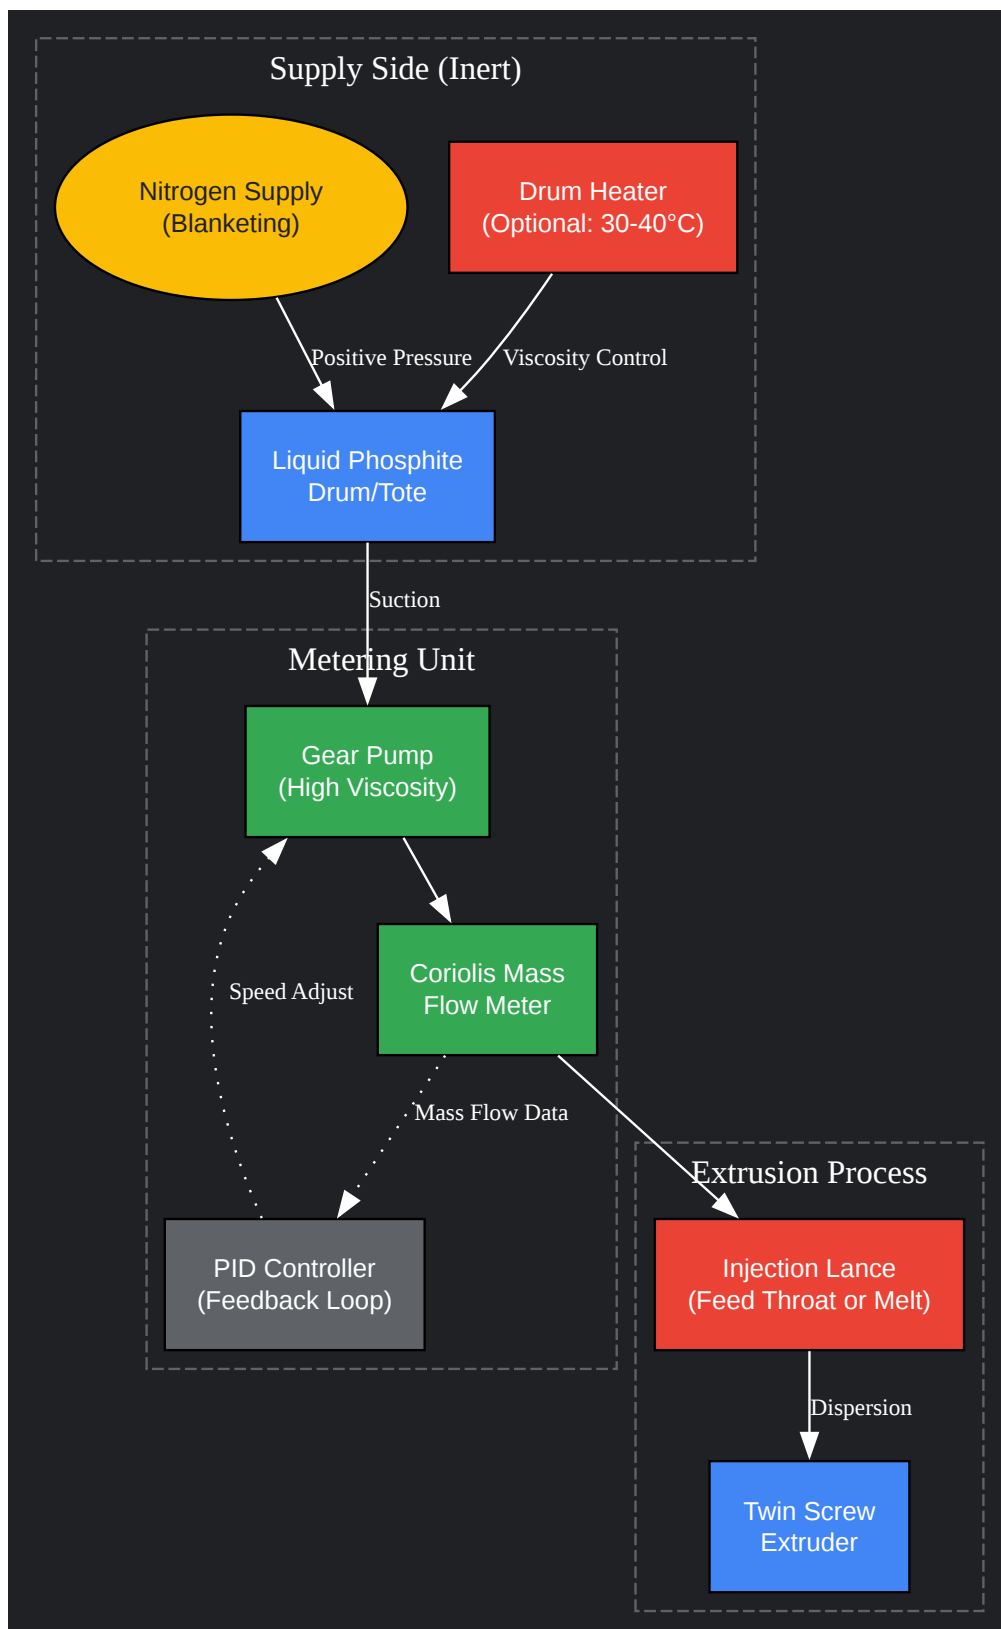 Supply Side (Inert)
Nitrogen Supply
(Blanketing)
Drum Heater
(Optional: 30-40°C)
Positive Pressure
Viscosity Control
Liquid Phosphite
Drum/Tote
Suction
Metering Unit
Gear Pump
(High Viscosity)
Coriolis Mass
Flow Meter
Speed Adjust
Mass Flow Data
Extrusion Process
PID Controller
(Feedback Loop)
Injection Lance
(Feed Throat or Melt)
Dispersion
Twin Screw
Extruder